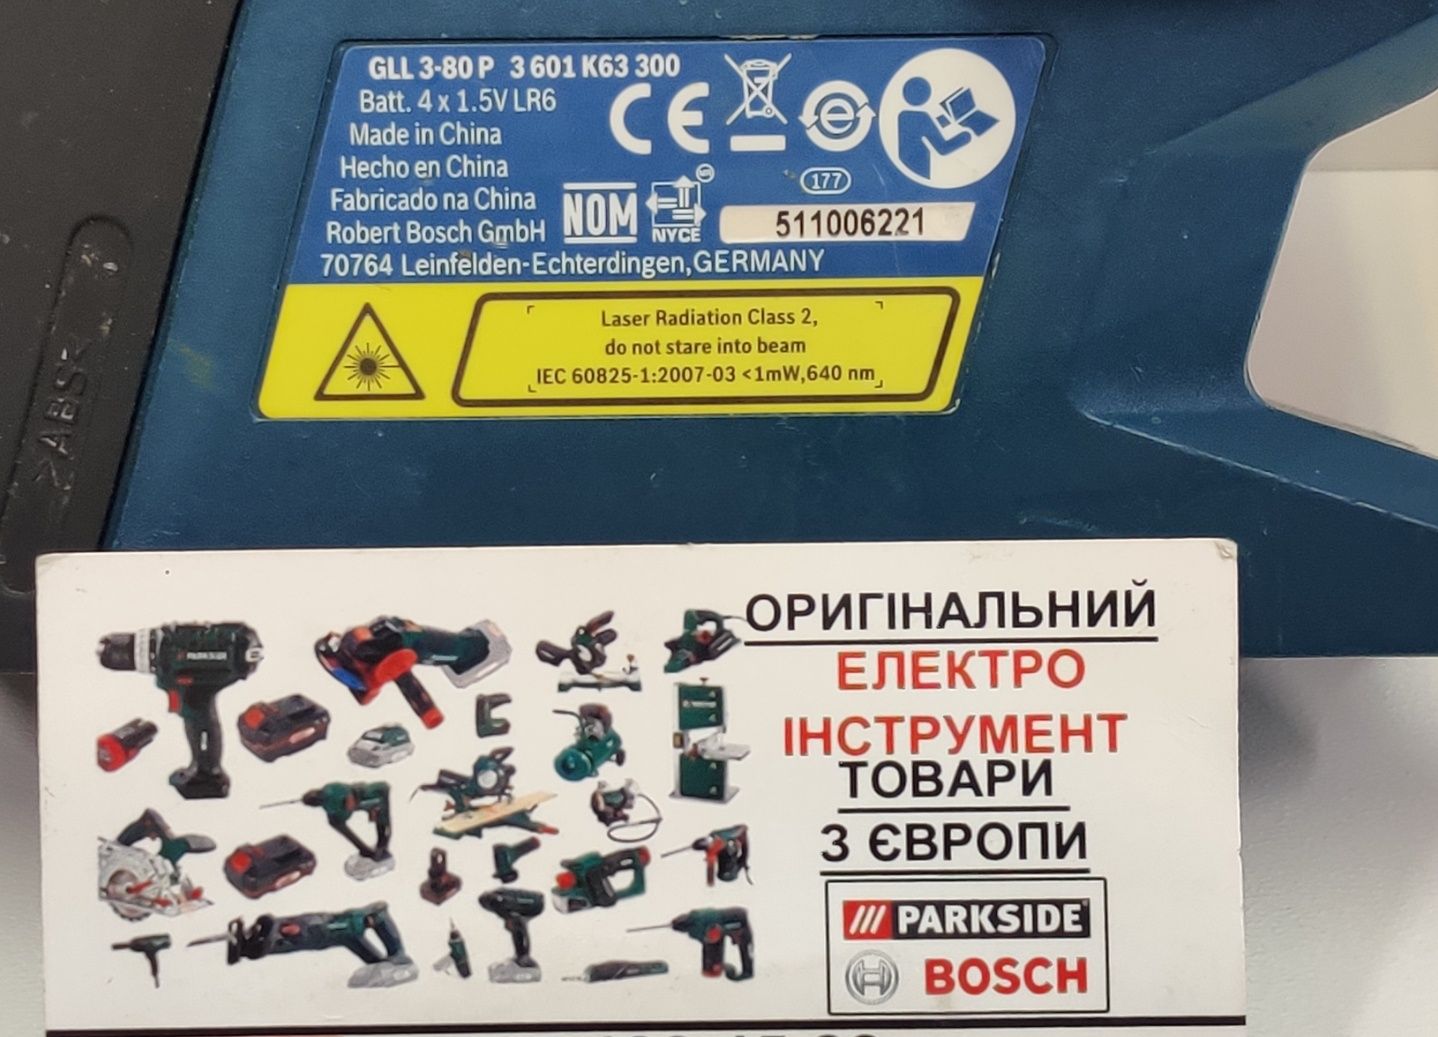 GLL 3-80 P 3 601 K63 300
Batt. 4 x 1.5V LR6
Made in China
Hecho en China
Fabricado na China
Robert Bosch GmbH
70764 Leinfelden-Echterdingen, GERMANY
CE
e
177
NOM
NYCE
MR
511006221
Laser Radiation Class 2,
do not stare into beam
IEC 60825-1:2007-03 <1mW, 640 nm
>ABS<
ОРИГІНАЛЬНИЙ
ЕЛЕКТРО
ІНСТРУМЕНТ
ТОВАРИ
З ЄВРОПИ
PARKSIDE
BOSCH
PARKSIDE